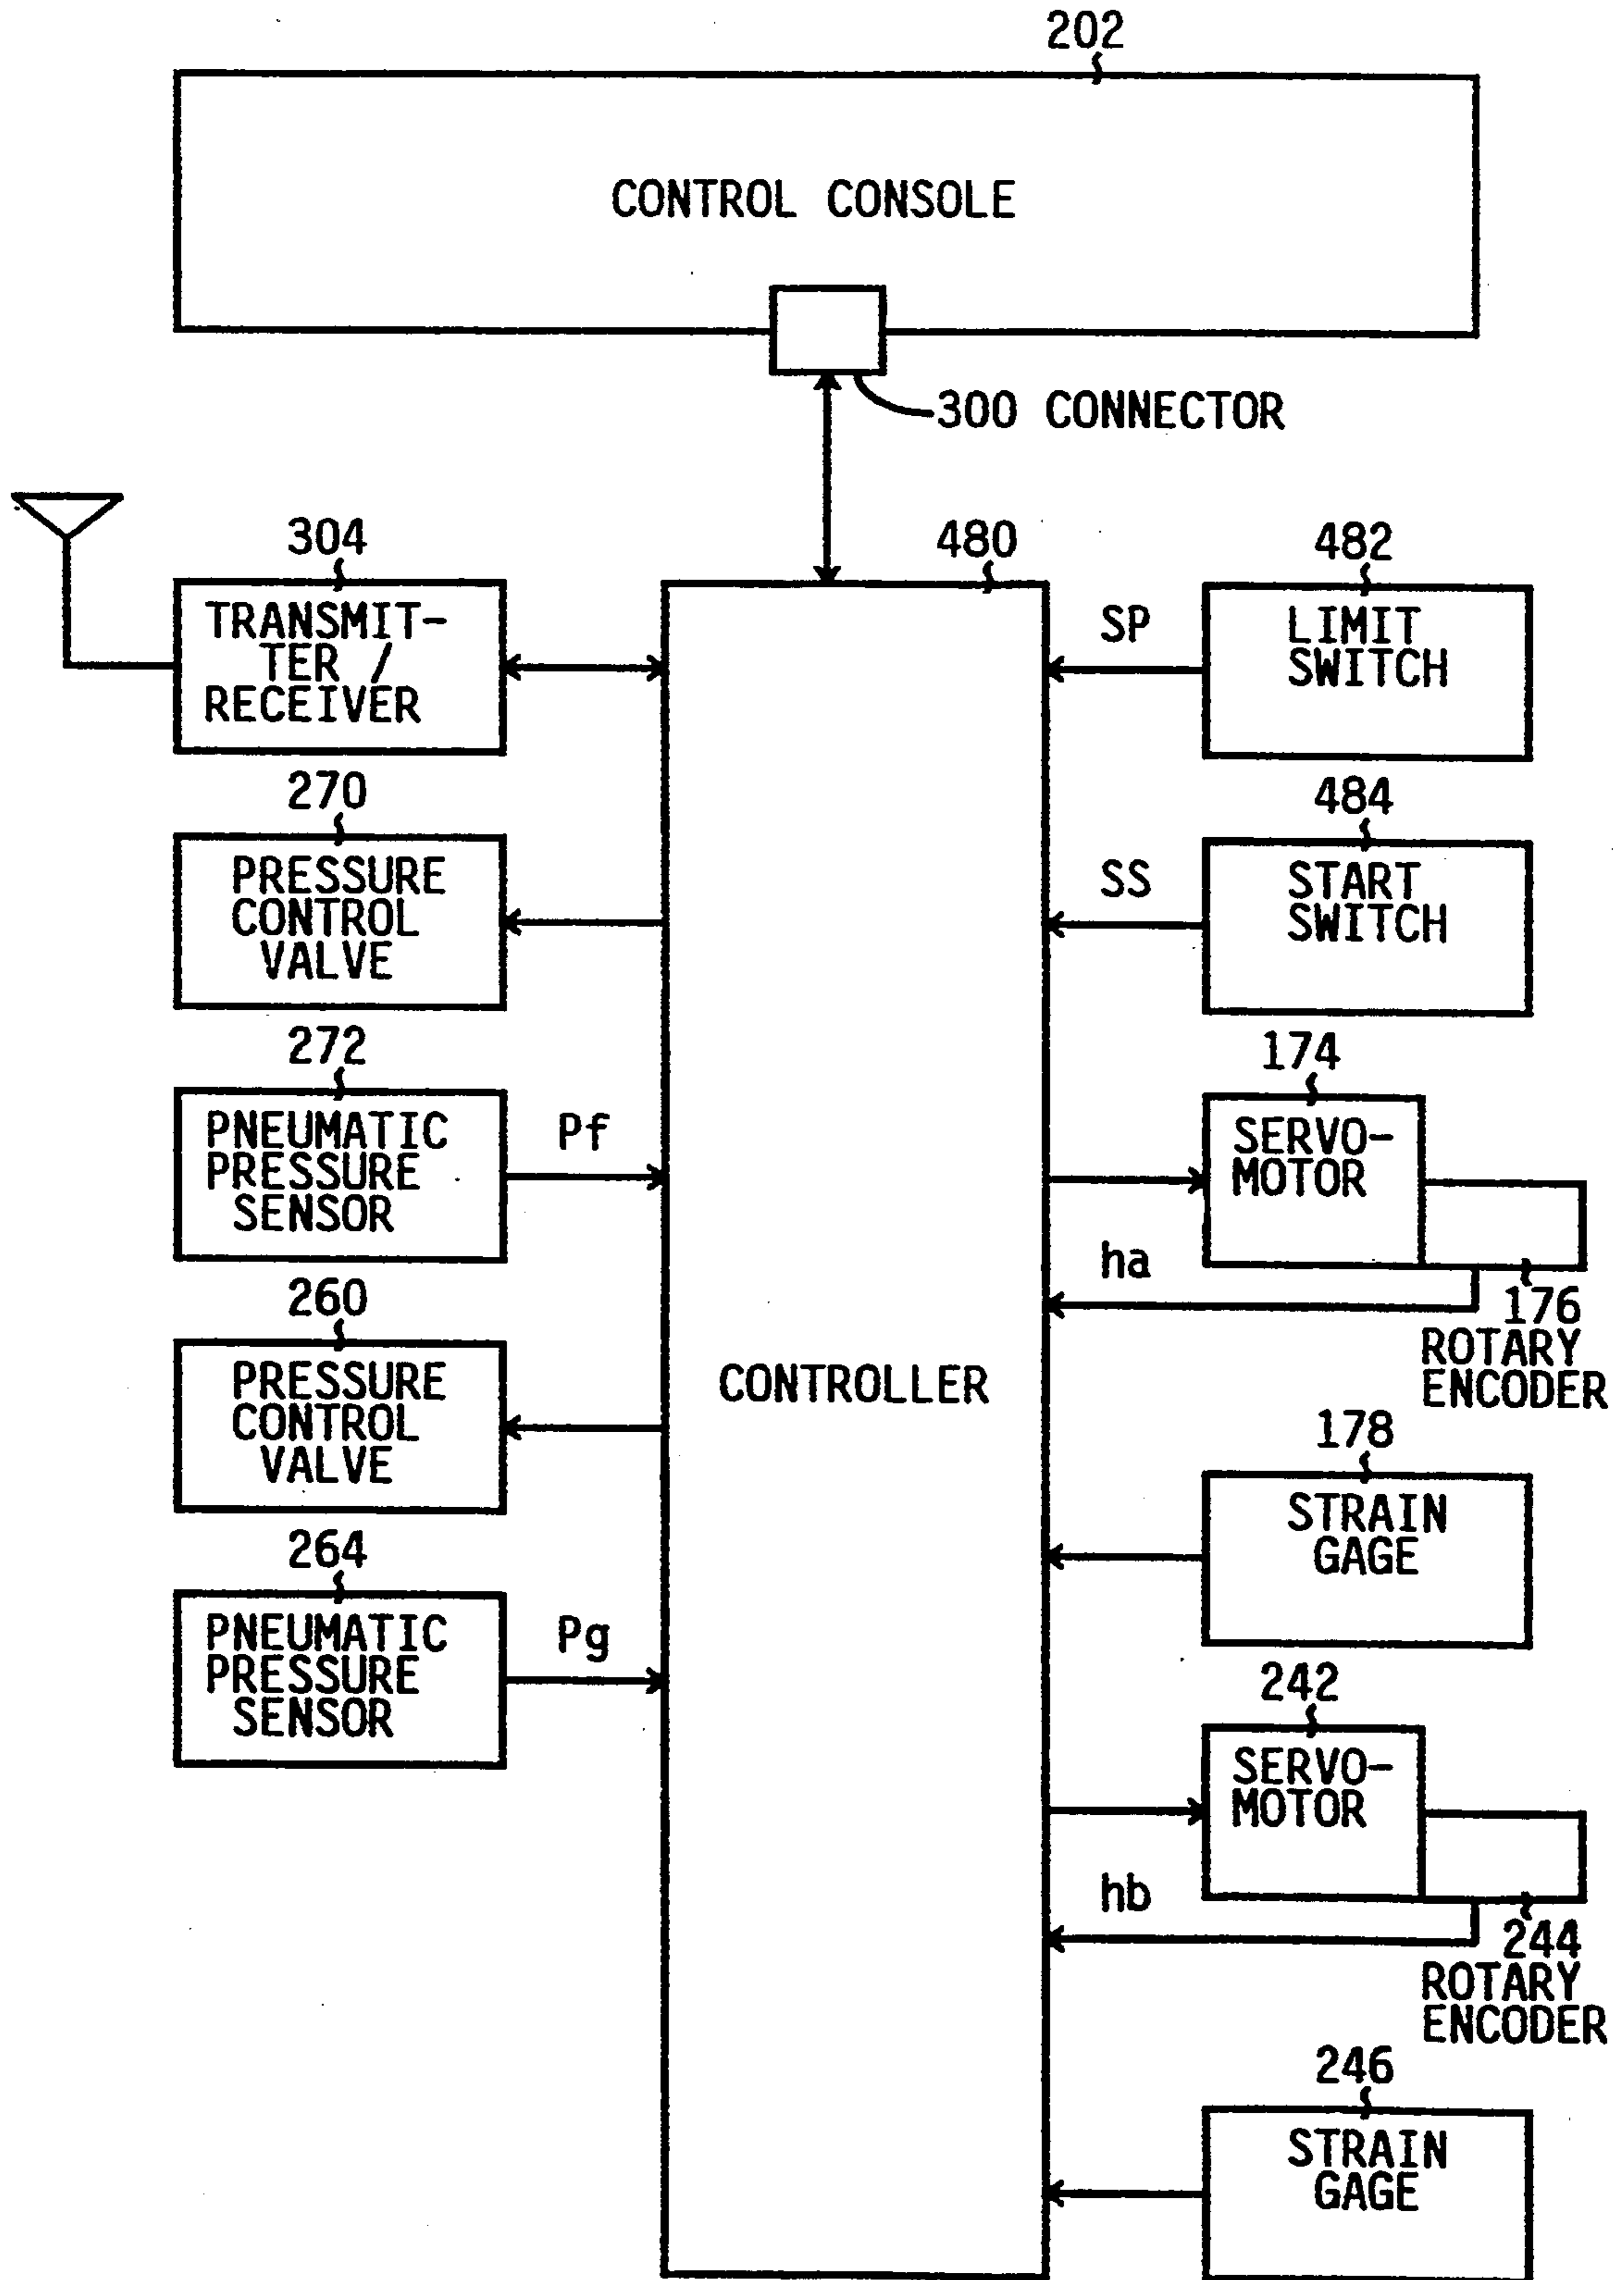 202
CONTROL CONSOLE
300 CONNECTOR
304
TRANSMIT-
TER /
RECEIVER
480
CONTROLLER
482
LIMIT
SWITCH
SP
270
PRESSURE
CONTROL
VALVE
484
START
SWITCH
SS
272
PNEUMATIC
PRESSURE
SENSOR
Pf
174
SERVO-
MOTOR
ha
176
ROTARY
ENCODER
260
PRESSURE
CONTROL
VALVE
178
STRAIN
GAGE
264
PNEUMATIC
PRESSURE
SENSOR
Pg
242
SERVO-
MOTOR
hb
244
ROTARY
ENCODER
246
STRAIN
GAGE